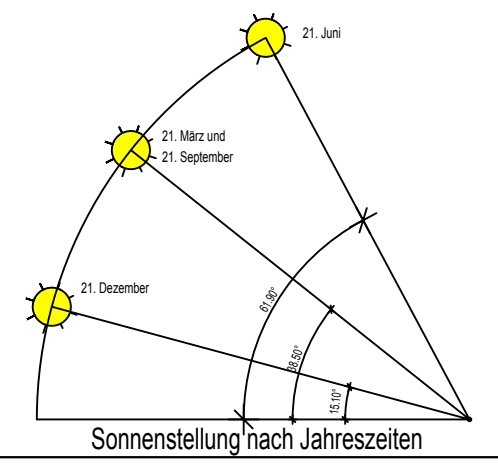 21. Juni
21. März und
21. September
21. Dezember
61.90°
38.50°
15.10°
Sonnenstellung nach Jahreszeiten